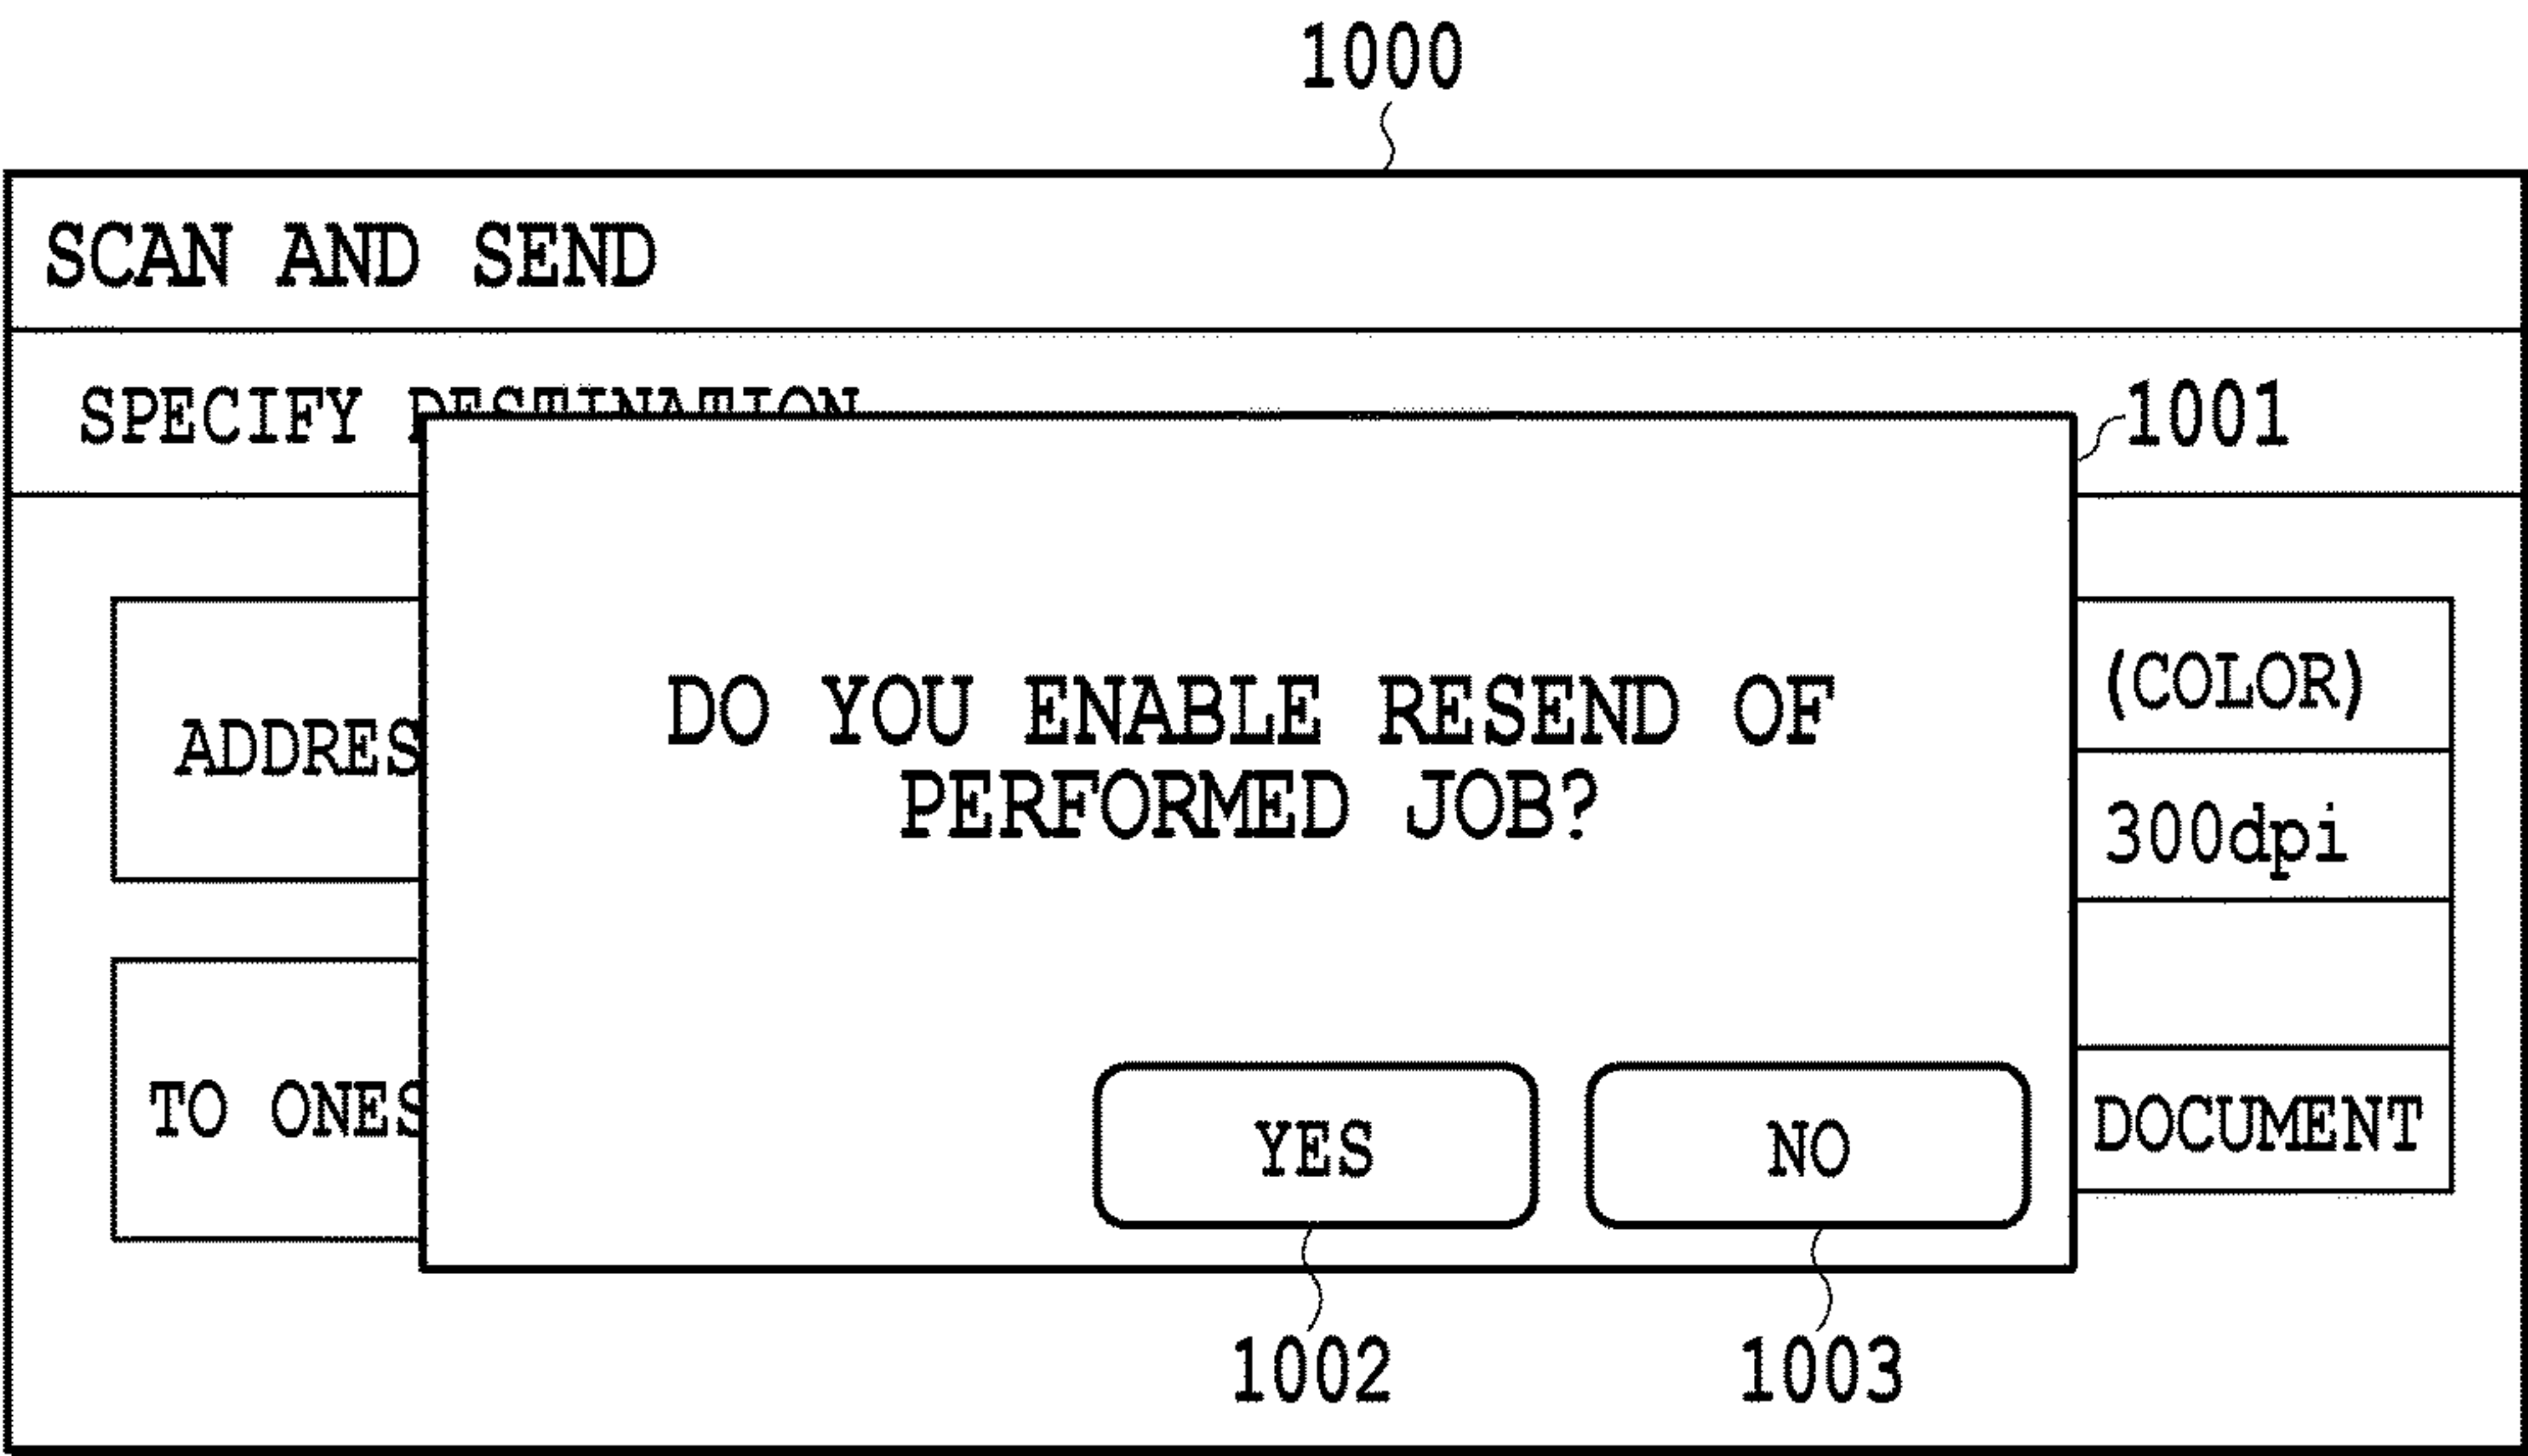 1000
SCAN AND SEND
SPECIFY DESTINATION
1001
DO YOU ENABLE RESEND OF
PERFORMED JOB?
ADDRES
(COLOR)
300dpi
TO ONES
YES
NO
DOCUMENT
1002
1003